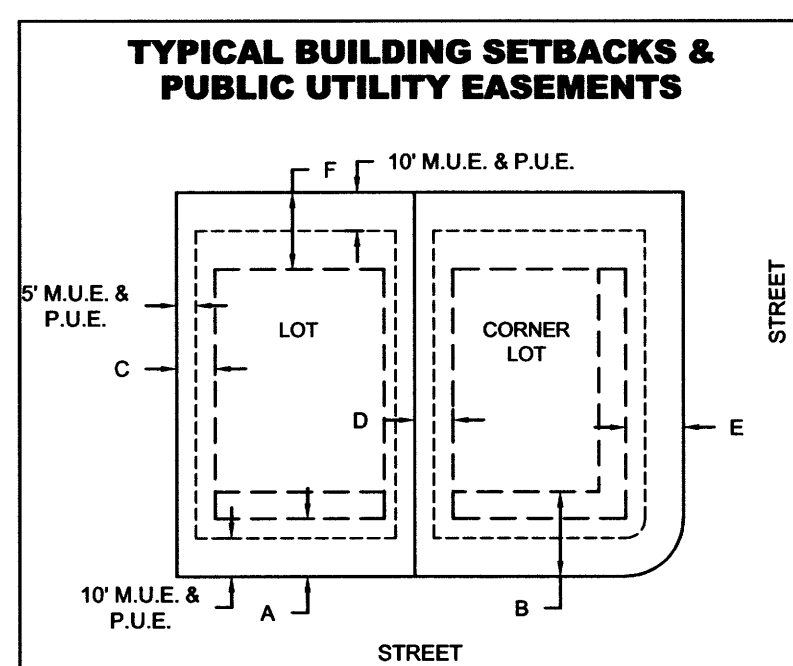 TYPICAL BUILDING SETBACKS &
PUBLIC UTILITY EASEMENTS
F
10' M.U.E. & P.U.E.
5' M.U.E. &
P.U.E.
LOT
CORNER
LOT
STREET
C
D
E
10' M.U.E. &
P.U.E.
A
B
STREET